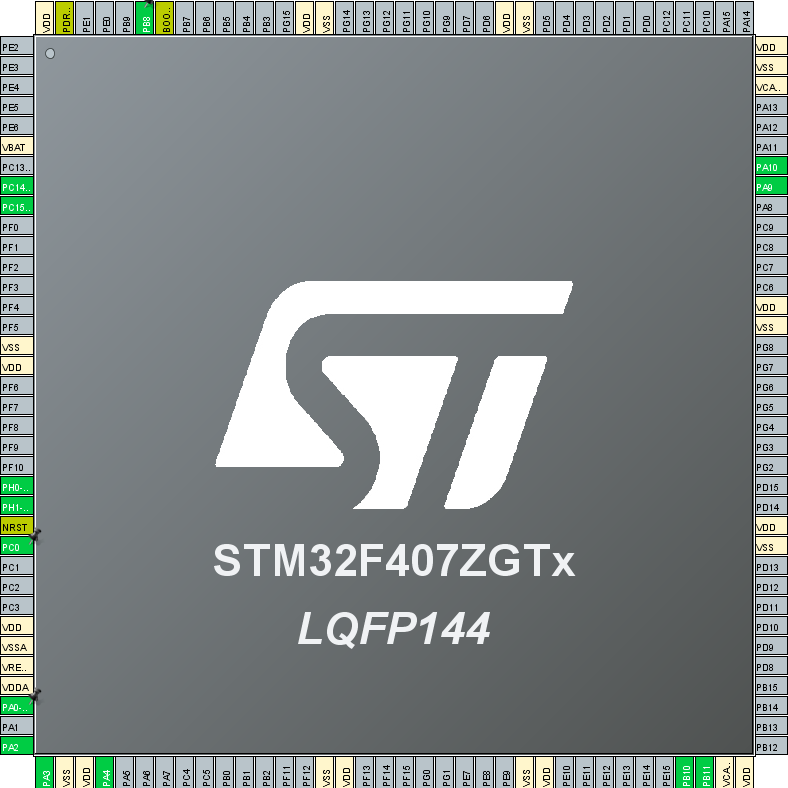 VDD
PDR..
PE1
PE0
PB9
PB8
BOO..
PB7
PB6
PB5
PB4
PB3
PG15
VDD
VSS
PG14
PG13
PG12
PG11
PG10
PG9
PD7
PD6
VDD
VSS
PD5
PD4
PD3
PD2
PD1
PD0
PC12
PC11
PC10
PA15
PA14
PE2
PE3
PE4
PE5
PE6
VBAT
PC13..
PC14..
PC15..
PF0
PF1
PF2
PF3
PF4
PF5
VSS
VDD
PF6
PF7
PF8
PF9
PF10
PH0-..
PH1-..
NRST
PC0
PC1
PC2
PC3
VDD
VSSA
VRE..
VDDA
PA0-..
PA1
PA2
STM32F407ZGTx
LQFP144
VDD
VSS
VCA..
PA13
PA12
PA11
PA10
PA9
PA8
PC9
PC8
PC7
PC6
VDD
VSS
PG8
PG7
PG6
PG5
PG4
PG3
PG2
PD15
PD14
VDD
VSS
PD13
PD12
PD11
PD10
PD9
PD8
PB15
PB14
PB13
PB12
PA3
VSS
VDD
PA4
PA5
PA6
PA7
PC4
PC5
PB0
PB1
PB2
PF11
PF12
VSS
VDD
PF13
PF14
PF15
PG0
PG1
PE7
PE8
PE9
VSS
VDD
PE10
PE11
PE12
PE13
PE14
PE15
PB10
PB11
VCA..
VDD